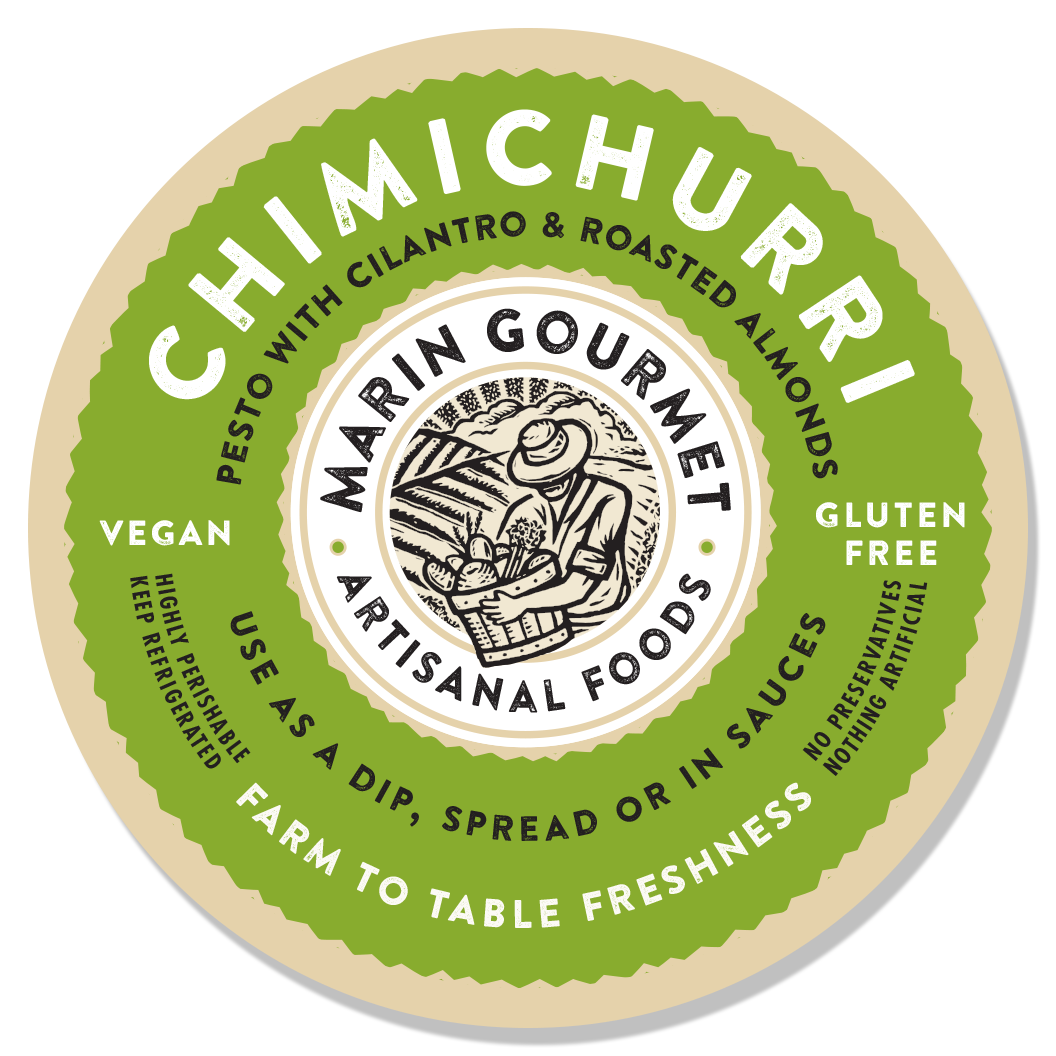 CHIMICHURRI
PESTO WITH CILANTRO & ROASTED ALMONDS
MARIN GOURMET
ARTISANAL FOODS
VEGAN
GLUTEN
FREE
HIGHLY PERISHABLE
KEEP REFRIGERATED
NO PRESERVATIVES
NOTHING ARTIFICIAL
USE AS A DIP, SPREAD OR IN SAUCES
FARM TO TABLE FRESHNESS